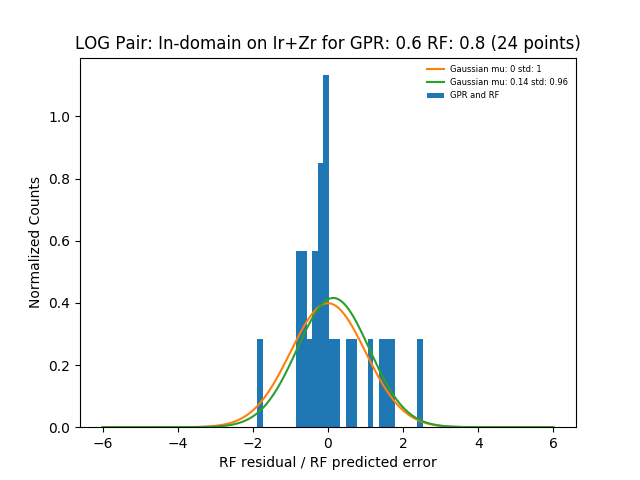 LOG Pair: In-domain on Ir+Zr for GPR: 0.6 RF: 0.8 (24 points)
Gaussian mu: 0 std: 1
Gaussian mu: 0.14 std: 0.96
GPR and RF
Normalized Counts
1.0
0.8
0.6
0.4
0.2
0.0
−6 −4 −2 0 2 4 6
RF residual / RF predicted error